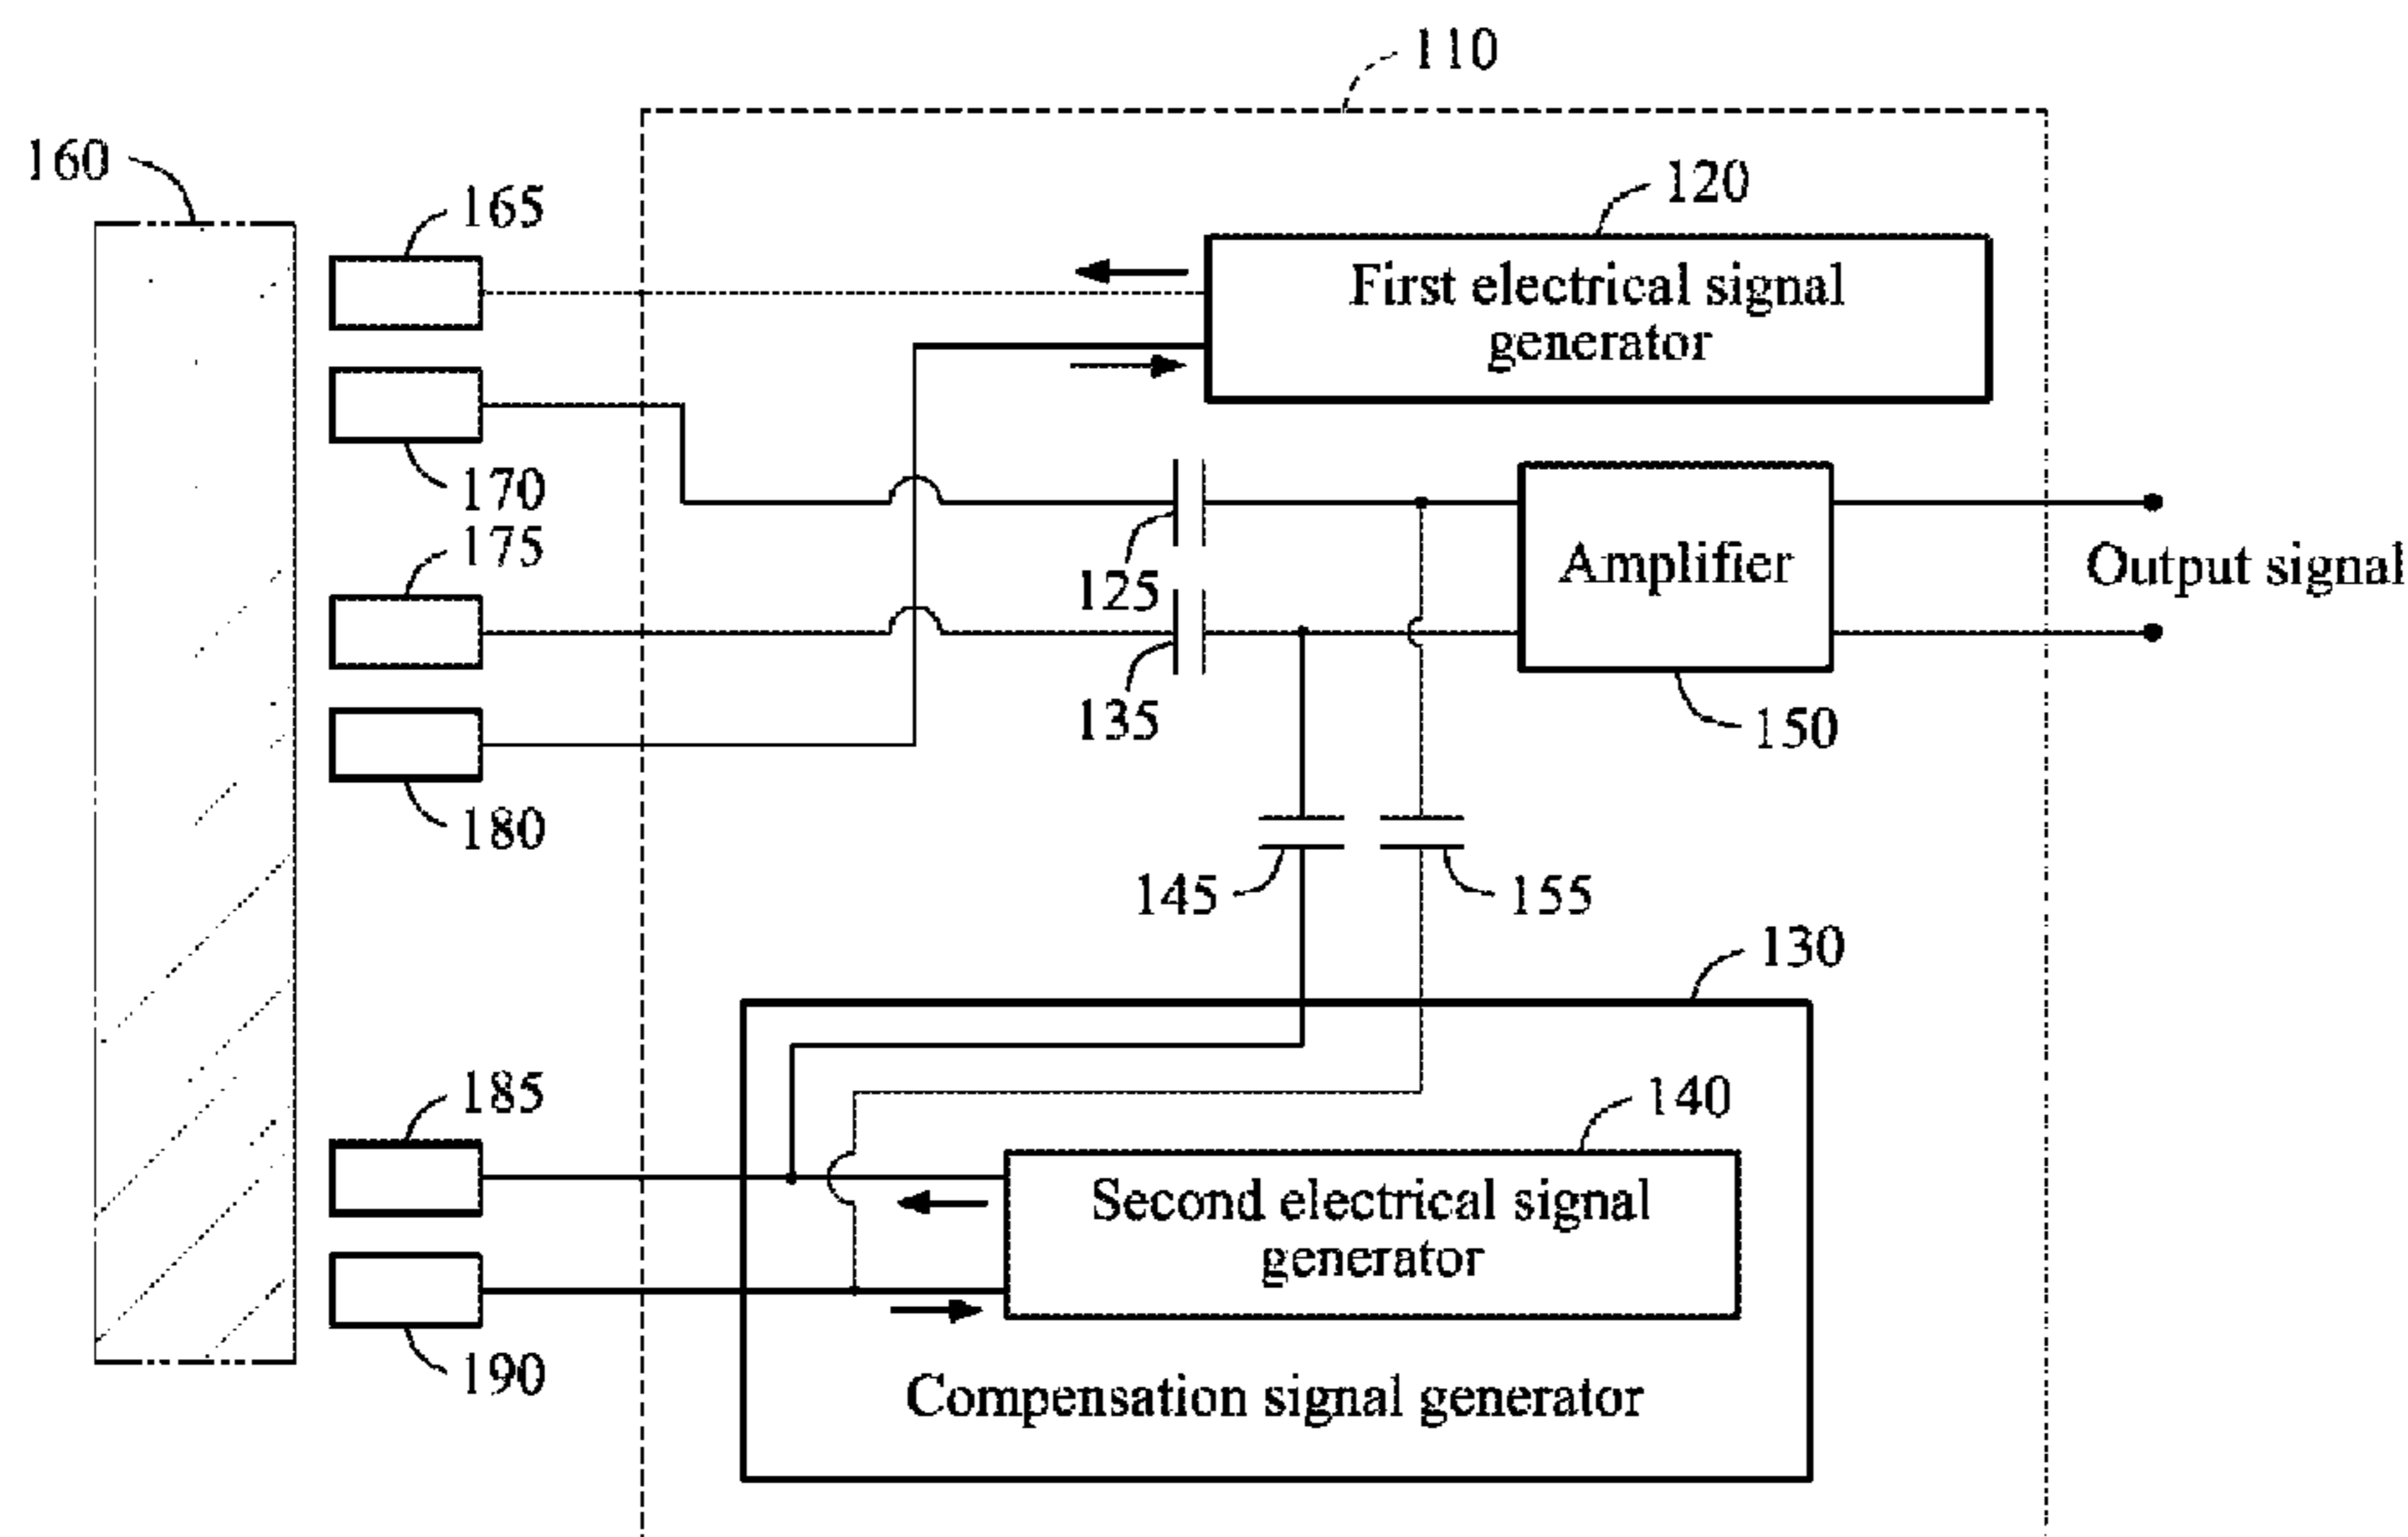 110
160
165
120
First electrical signal
generator
170
175
125
Amplifier
Output signal
135
150
180
145
155
130
185
140
Second electrical signal
generator
190
Compensation signal generator